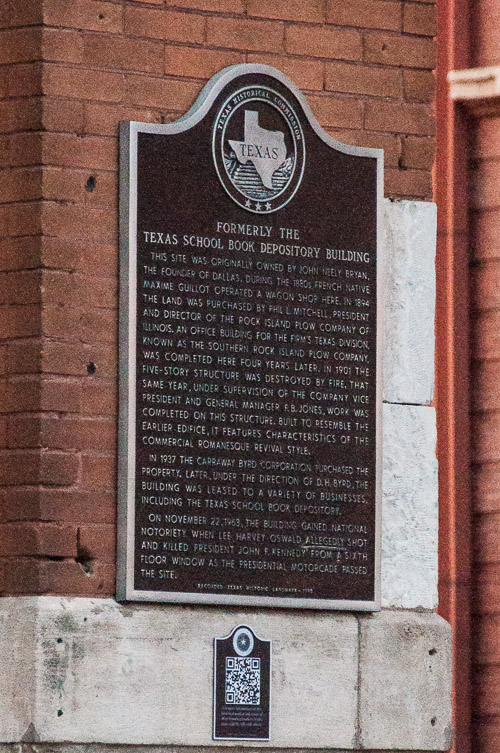 TEXAS HISTORICAL COMMISSION
TEXAS
FORMERLY THE
TEXAS SCHOOL BOOK DEPOSITORY BUILDING
THIS SITE WAS ORIGINALLY OWNED BY JOHN NEELY BRYAN,
THE FOUNDER OF DALLAS. DURING THE 1880s FRENCH NATIVE
MAXIME GUILLOT OPERATED A WAGON SHOP HERE. IN 1894
THE LAND WAS PURCHASED BY PHIL L. MITCHELL, PRESIDENT
AND DIRECTOR OF THE ROCK ISLAND PLOW COMPANY OF
ILLINOIS. AN OFFICE BUILDING FOR THE FIRM'S TEXAS DIVISION,
KNOWN AS THE SOUTHERN ROCK ISLAND PLOW COMPANY,
WAS COMPLETED HERE FOUR YEARS LATER. IN 1901 THE
FIVE-STORY STRUCTURE WAS DESTROYED BY FIRE. THAT
SAME YEAR, UNDER SUPERVISION OF THE COMPANY VICE
PRESIDENT AND GENERAL MANAGER F.B. JONES, WORK WAS
COMPLETED ON THIS STRUCTURE. BUILT TO RESEMBLE THE
EARLIER EDIFICE, IT FEATURES CHARACTERISTICS OF THE
COMMERCIAL ROMANESQUE REVIVAL STYLE.
IN 1937 THE CARRAWAY BYRD CORPORATION PURCHASED THE
PROPERTY. LATER, UNDER THE DIRECTION OF D.H. BYRD, THE
BUILDING WAS LEASED TO A VARIETY OF BUSINESSES,
INCLUDING THE TEXAS SCHOOL BOOK DEPOSITORY.
ON NOVEMBER 22, 1963, THE BUILDING GAINED NATIONAL
NOTORIETY WHEN LEE HARVEY OSWALD ALLEGEDLY SHOT
AND KILLED PRESIDENT JOHN F. KENNEDY FROM A SIXTH
FLOOR WINDOW AS THE PRESIDENTIAL MOTORCADE PASSED
THE SITE.
RECORDED TEXAS HISTORIC LANDMARK